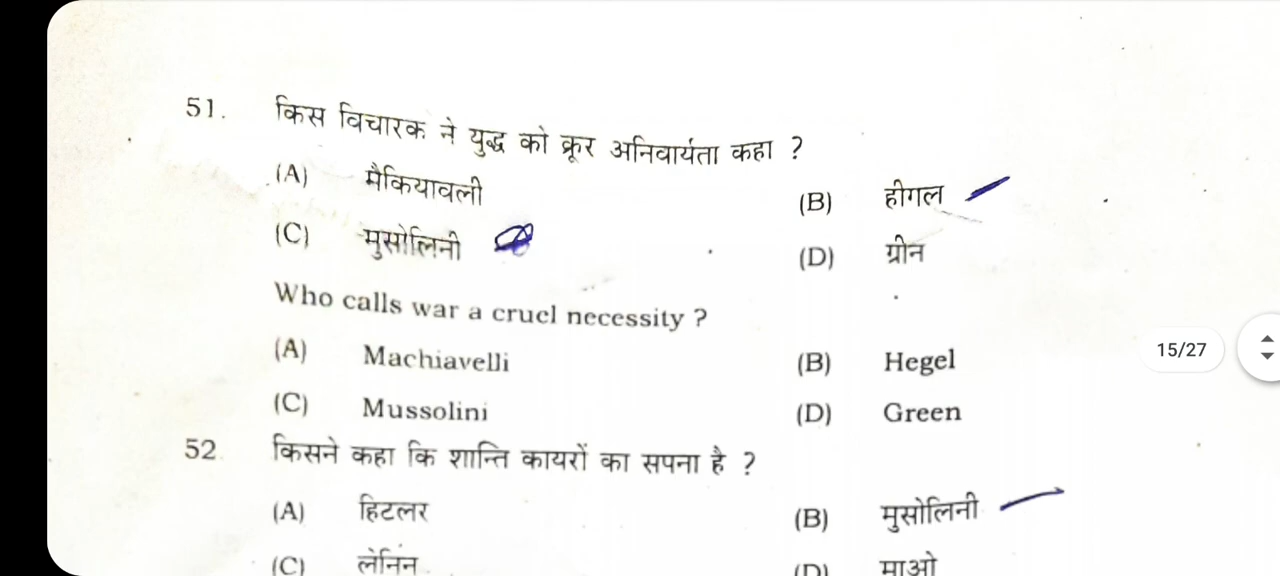 51. किस विचारक ने युद्ध को क्रूर अनिवार्यता कहा ?
(A) मैकियावली (B) हीगल
(C) मुसोलिनी (D) ग्रीन
Who calls war a cruel necessity ?
(A) Machiavelli (B) Hegel
(C) Mussolini (D) Green
15/27
52. किसने कहा कि शान्ति कायरों का सपना है ?
(A) हिटलर (B) मुसोलिनी
(C) लेनिन (D) माओ